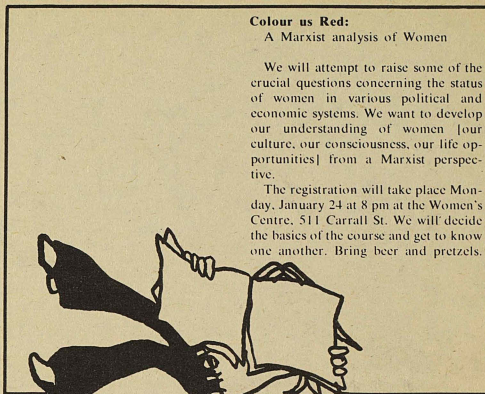 Colour us Red:
A Marxist analysis of Women
We will attempt to raise some of the
crucial questions concerning the status
of women in various political and
economic systems. We want to develop
our understanding of women [our
culture, our consciousness, our life op-
portunities] from a Marxist perspec-
tive.
The registration will take place Mon-
day, January 24 at 8 pm at the Women's
Centre, 511 Carrall St. We will decide
the basics of the course and get to know
one another. Bring beer and pretzels.